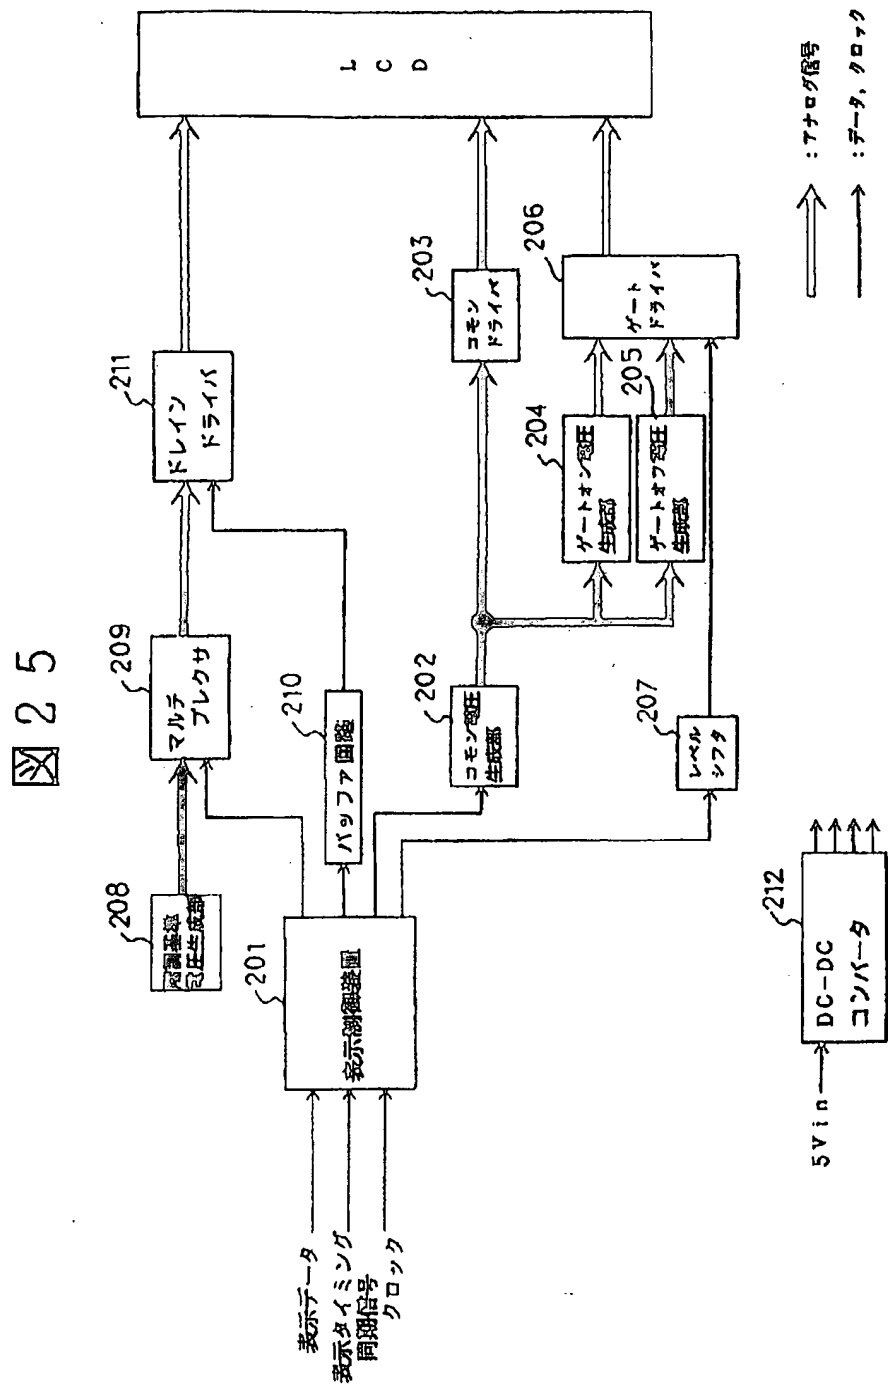 図25
208
階調基準
電圧生成部
209
マルチ
プレクサ
211
ドレイン
ドライバ
LCD
201
表示制御装置
表示データ
表示タイミング
同期信号
クロック
210
バッファ回路
202
コモン電圧
生成部
203
コモン
ドライバ
204
ゲートオン電圧
生成部
205
ゲートオフ電圧
生成部
206
ゲート
ドライバ
207
レベル
シフタ
5Vin
212
DC-DC
コンバータ
：アナログ信号
：データ，クロック